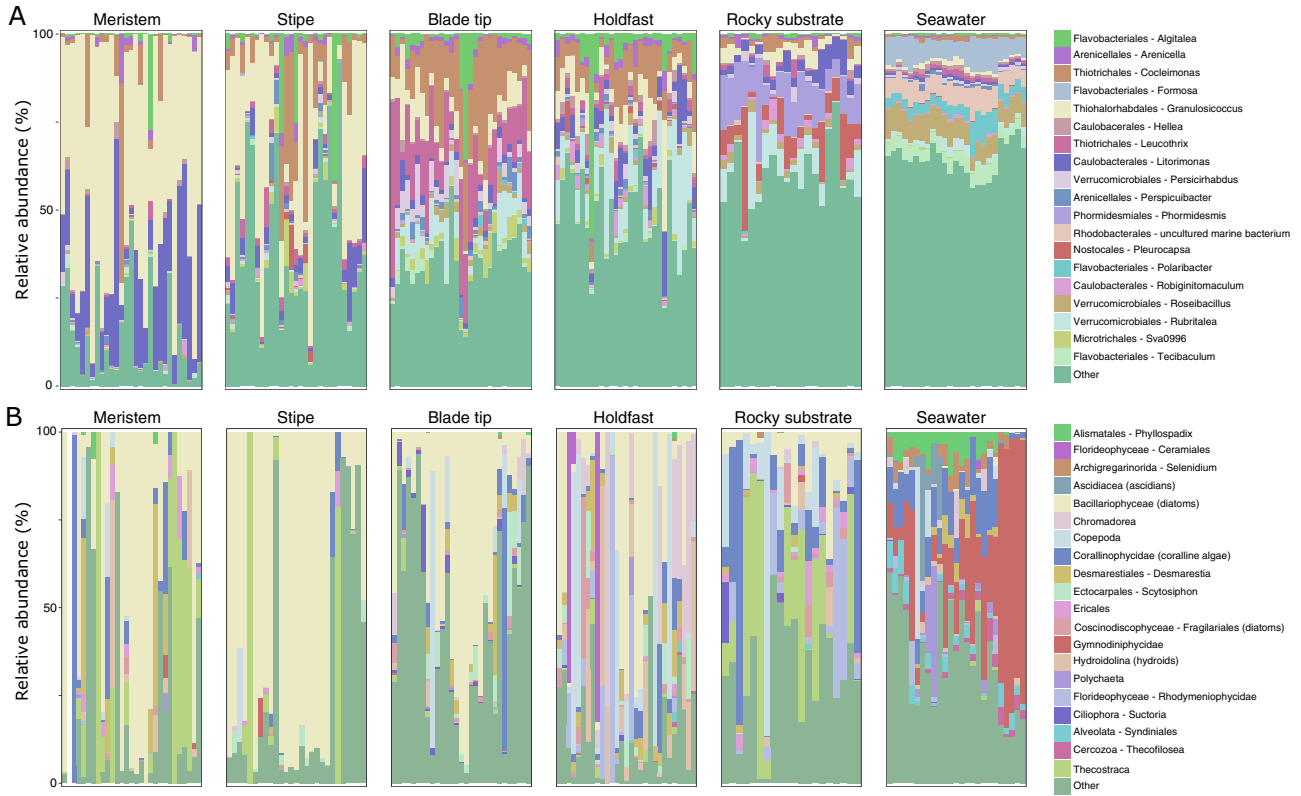 A
Meristem Stipe Blade tip Holdfast Rocky substrate Seawater
Relative abundance (%)
100
50
0
Flavobacteriales - Algitalea
Arenicellales - Arenicella
Thiotrichales - Cocleimonas
Flavobacteriales - Formosa
Thiohalorhabdales - Granulosicoccus
Caulobacerales - Hellea
Thiotrichales - Leucothrix
Caulobacterales - Litorimonas
Verrucomicrobiales - Persicirhabdus
Arenicellales - Perspicuibacter
Phormidesmiales - Phormidesmis
Rhodobacterales - uncultured marine bacterium
Nostocales - Pleurocapsa
Flavobacteriales - Polaribacter
Caulobacterales - Robiginitomaculum
Verrucomicrobiales - Roseibacillus
Verrucomicrobiales - Rubritalea
Microtrichales - Sva0996
Flavobacteriales - Tecibaculum
Other
B
Meristem Stipe Blade tip Holdfast Rocky substrate Seawater
Relative abundance (%)
100
50
0
Alismatales - Phyllospadix
Florideophyceae - Ceramiales
Archigregarinorida - Selenidium
Ascidiacea (ascidians)
Bacillariophyceae (diatoms)
Chromadorea
Copepoda
Corallinophycidae (coralline algae)
Desmarestiales - Desmarestia
Ectocarpales - Scytosiphon
Ericales
Coscinodiscophyceae - Fragilariales (diatoms)
Gymnodiniphycidae
Hydroidolina (hydroids)
Polychaeta
Florideophyceae - Rhodymeniophycidae
Ciliophora - Suctoria
Alveolata - Syndiniales
Cercozoa - Thecofilosea
Thecostraca
Other